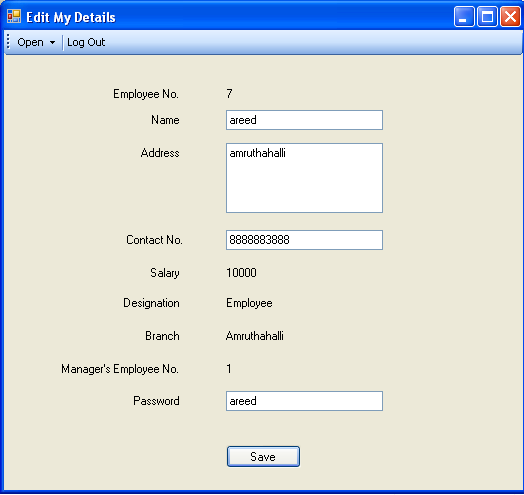 Edit My Details
Open Log Out
Employee No. 7
Name areed
Address amruthahalli
Contact No. 8888883888
Salary 10000
Designation Employee
Branch Amruthahalli
Manager's Employee No. 1
Password areed
Save